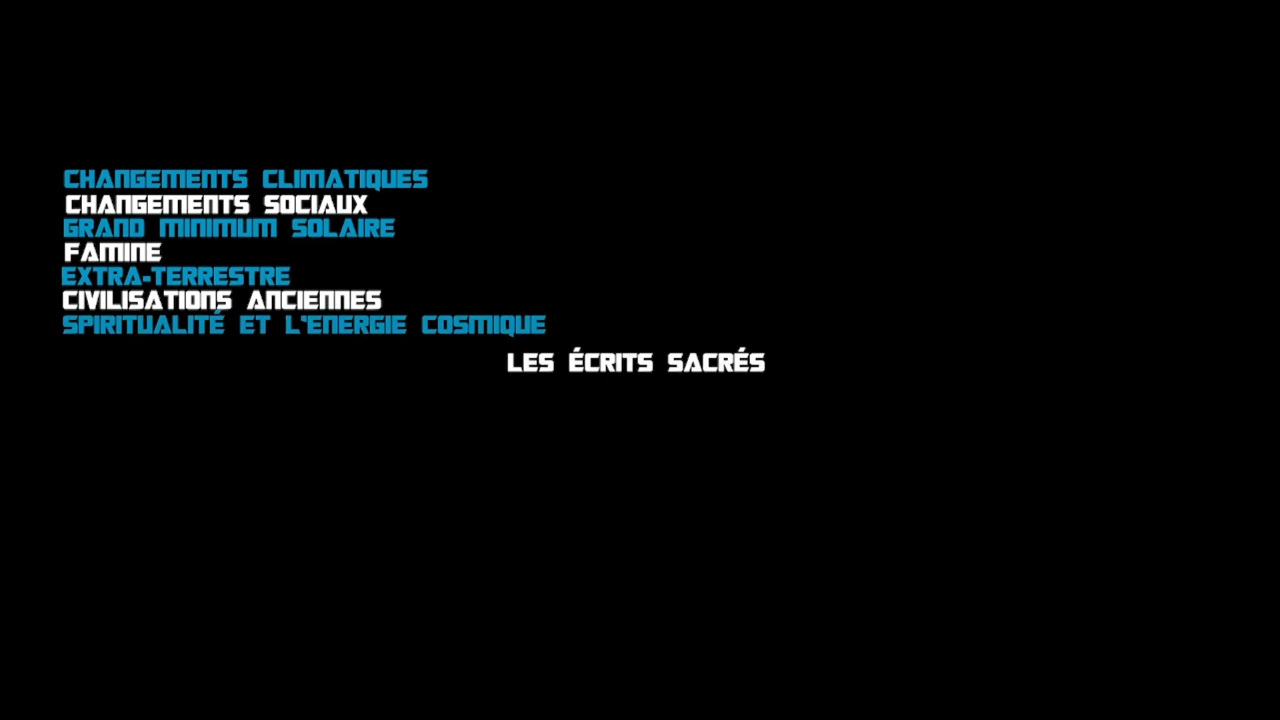 CHANGEMENTS CLIMATIQUES
CHANGEMENTS SOCIAUX
GRAND MINIMUM SOLAIRE
FAMINE
EXTRA-TERRESTRE
CIVILISATIONS ANCIENNES
SPIRITUALITÉ ET L'ENERGIE COSMIQUE
LES ÉCRITS SACRÉS